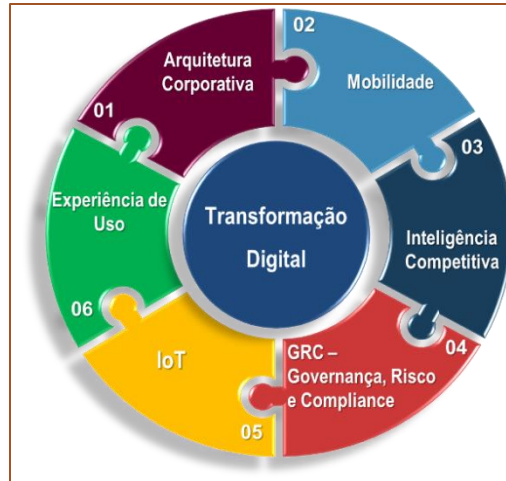 01
Arquitetura
Corporativa
02
Mobilidade
03
Inteligência
Competitiva
04
GRC –
Governança, Risco
e Compliance
05
IoT
06
Experiência de
Uso
Transformação
Digital